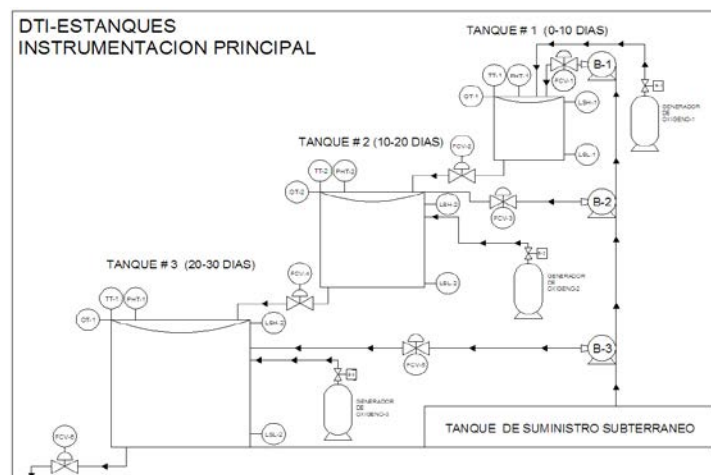 DTI-ESTANQUES
INSTRUMENTACION PRINCIPAL
TANQUE # 1 (0-10 DIAS)
TT-1
PHT-1
FCV-1
B-1
OT-1
LSH-1
LSL-1
GENERADOR
DE
OXIGENO-1
TANQUE # 2 (10-20 DIAS)
FCV-2
TT-2
PHT-2
OT-2
LSH-2
FCV-3
B-2
LSL-2
GENERADOR
DE
OXIGENO-2
TANQUE # 3 (20-30 DIAS)
FCV-4
TT-1
PHT-1
OT-1
LSH-2
B-3
FCV-5
GENERADOR
DE
OXIGENO-3
LSL-2
TANQUE DE SUMINISTRO SUBTERRANEO
FCV-6